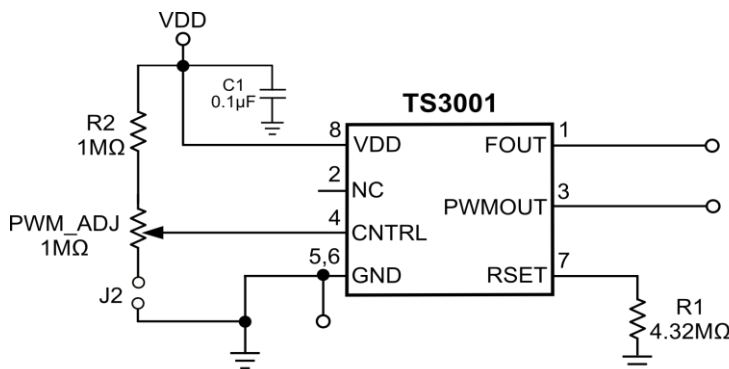 VDD
C1
0.1µF
TS3001
R2
1MΩ
8
VDD
FOUT
1
2
NC
PWMOUT
3
PWM_ADJ
1MΩ
4
CNTRL
5,6
GND
RSET
7
J2
R1
4.32MΩ